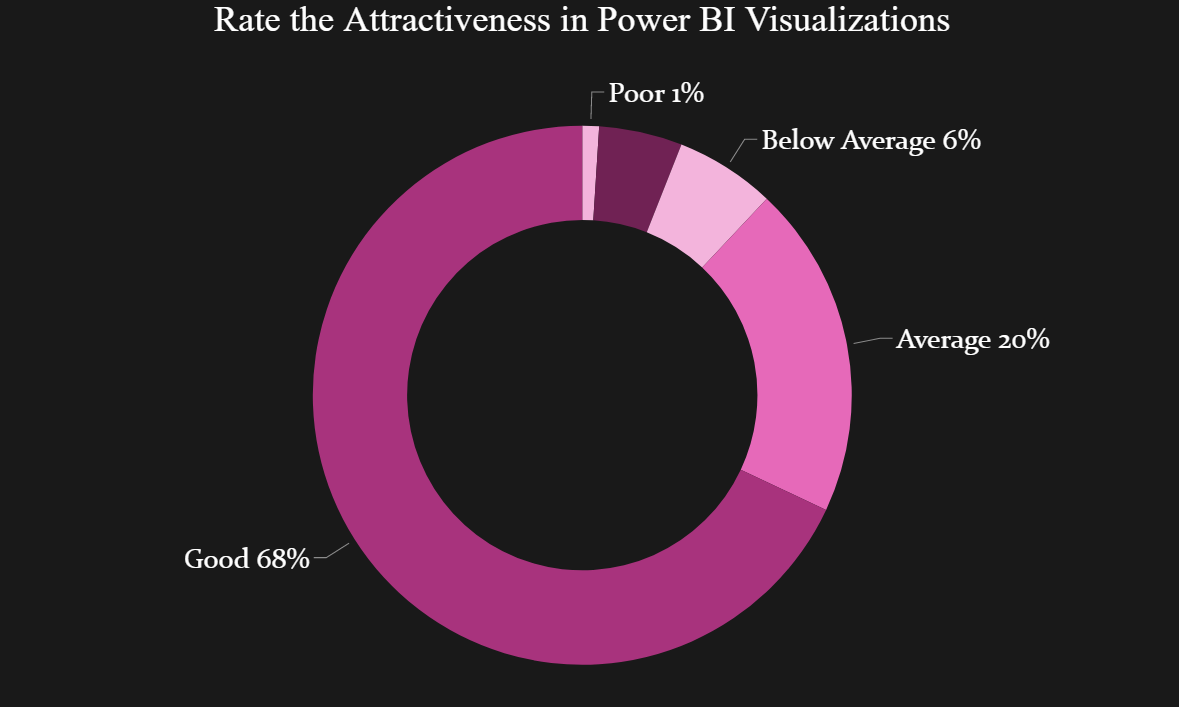 Rate the Attractiveness in Power BI Visualizations
Poor 1%
Below Average 6%
Average 20%
Good 68%